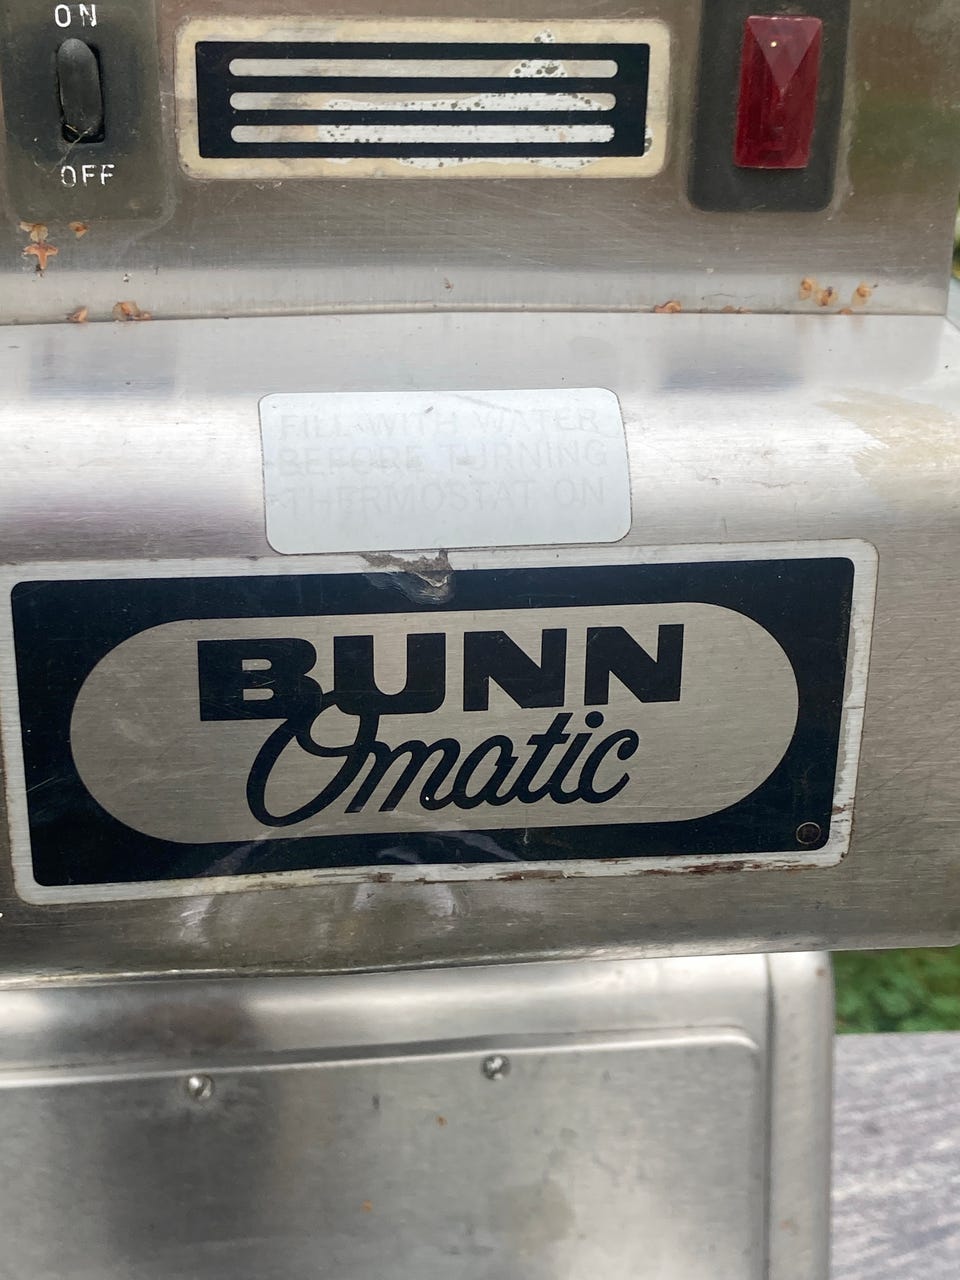 ON
OFF
FILL WITH WATER
BEFORE TURNING
THERMOSTAT ON
BUNN
Omatic